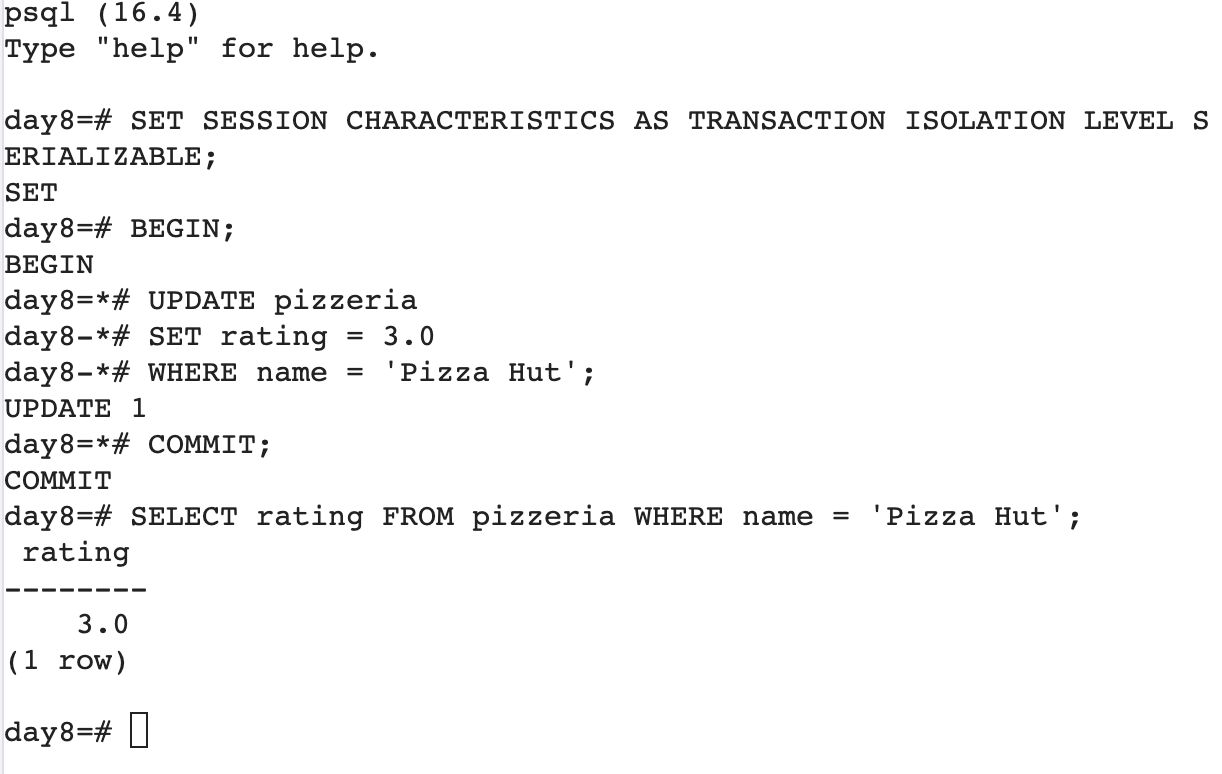 psql (16.4)
Type "help" for help.
day8=# SET SESSION CHARACTERISTICS AS TRANSACTION ISOLATION LEVEL S
ERIALIZABLE;
SET
day8=# BEGIN;
BEGIN
day8=*# UPDATE pizzeria
day8-*# SET rating = 3.0
day8-*# WHERE name = 'Pizza Hut';
UPDATE 1
day8=*# COMMIT;
COMMIT
day8=# SELECT rating FROM pizzeria WHERE name = 'Pizza Hut';
 rating
--------
    3.0
(1 row)
day8=#